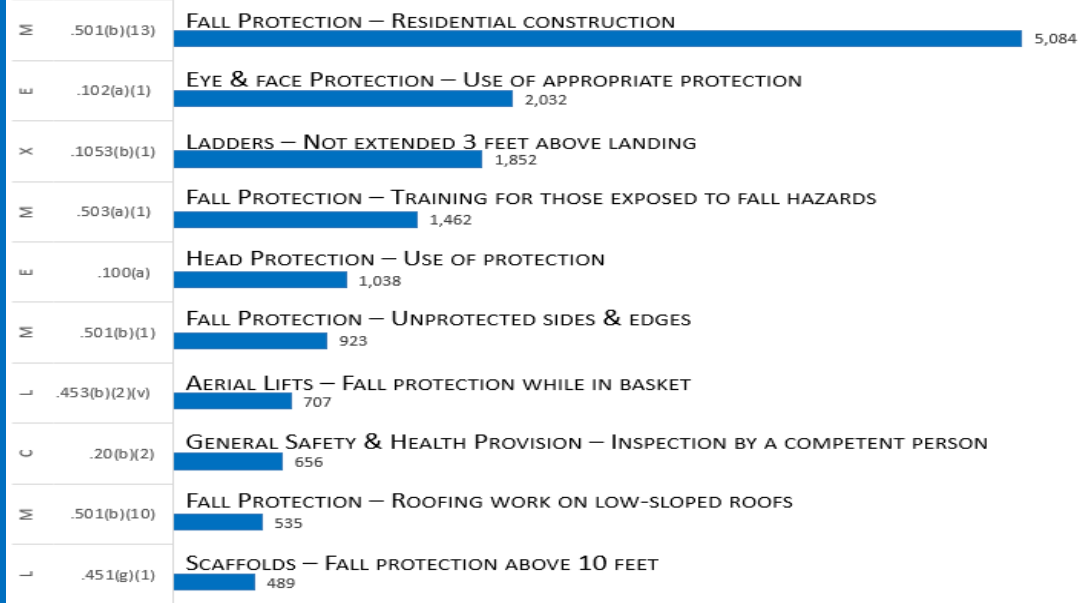 M .501(b)(13) Fall Protection – Residential construction
5,084
E .102(a)(1) Eye & face Protection – Use of appropriate protection
2,032
X .1053(b)(1) Ladders – Not extended 3 feet above landing
1,852
M .503(a)(1) Fall Protection – Training for those exposed to fall hazards
1,462
E .100(a) Head Protection – Use of protection
1,038
M .501(b)(1) Fall Protection – Unprotected sides & edges
923
L .453(b)(2)(v) Aerial Lifts – Fall protection while in basket
707
C .20(b)(2) General Safety & Health Provision – Inspection by a competent person
656
M .501(b)(10) Fall Protection – Roofing work on low-sloped roofs
535
L .451(g)(1) Scaffolds – Fall protection above 10 feet
489